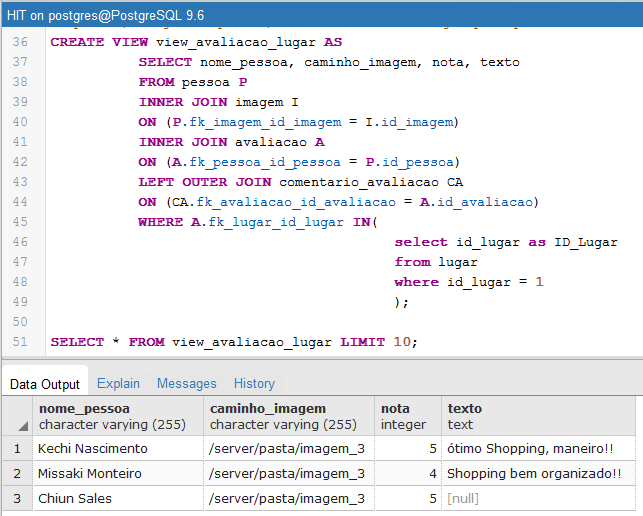 HIT on postgres@PostgreSQL 9.6
36 CREATE VIEW view_avaliacao_lugar AS
37 SELECT nome_pessoa, caminho_imagem, nota, texto
38 FROM pessoa P
39 INNER JOIN imagem I
40 ON (P.fk_imagem_id_imagem = I.id_imagem)
41 INNER JOIN avaliacao A
42 ON (A.fk_pessoa_id_pessoa = P.id_pessoa)
43 LEFT OUTER JOIN comentario_avaliacao CA
44 ON (CA.fk_avaliacao_id_avaliacao = A.id_avaliacao)
45 WHERE A.fk_lugar_id_lugar IN(
46 select id_lugar as ID_Lugar
47 from lugar
48 where id_lugar = 1
49 );
50
51 SELECT * FROM view_avaliacao_lugar LIMIT 10;
Data Output Explain Messages History
nome_pessoa caminho_imagem nota texto
character varying (255) character varying (255) integer text
1 Kechi Nascimento /server/pasta/imagem_3 5 ótimo Shopping, maneiro!!
2 Missaki Monteiro /server/pasta/imagem_3 4 Shopping bem organizado!!
3 Chiun Sales /server/pasta/imagem_3 5 [null]